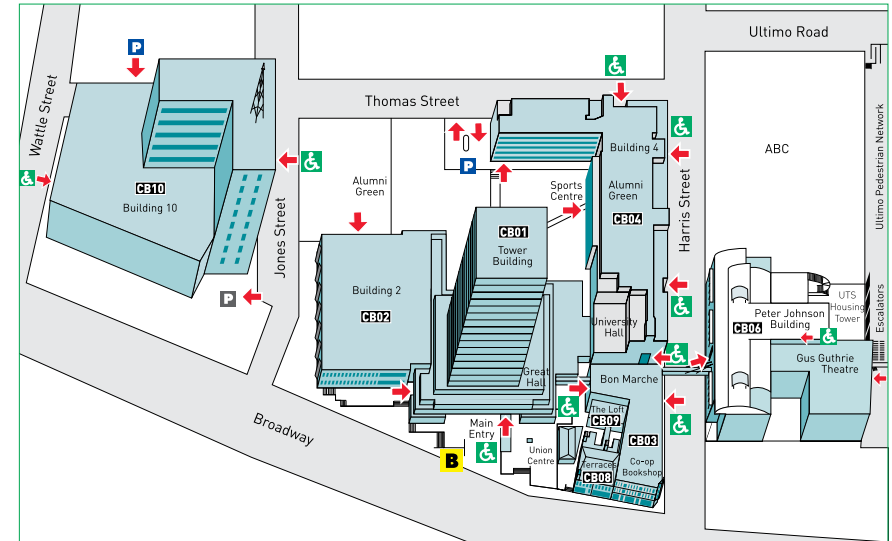 Ultimo Road
P
Wattle Street
Thomas Street
Building 4
ABC
Ultimo Pedestrian Network
P
CB10
Building 10
Alumni
Green
Sports
Centre
Alumni
Green
CB04
Harris Street
Jones Street
CB01
Tower
Building
P
Building 2
CB02
University
Hall
UTS
Housing
Tower
Escalators
Peter Johnson
Building
CB06
Gus Guthrie
Theatre
Great
Hall
Bon Marche
The Loft
CB09
Broadway
Main
Entry
B
Union
Centre
CB03
Terraces
CB08
Co-op
Bookshop